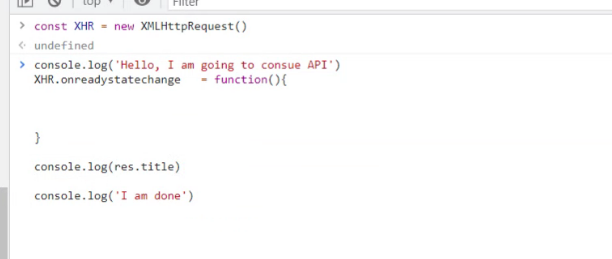 top
Filter
const XHR = new XMLHttpRequest()
undefined
console.log('Hello, I am going to consue API')
XHR.onreadystatechange   = function(){
}
console.log(res.title)
console.log('I am done')